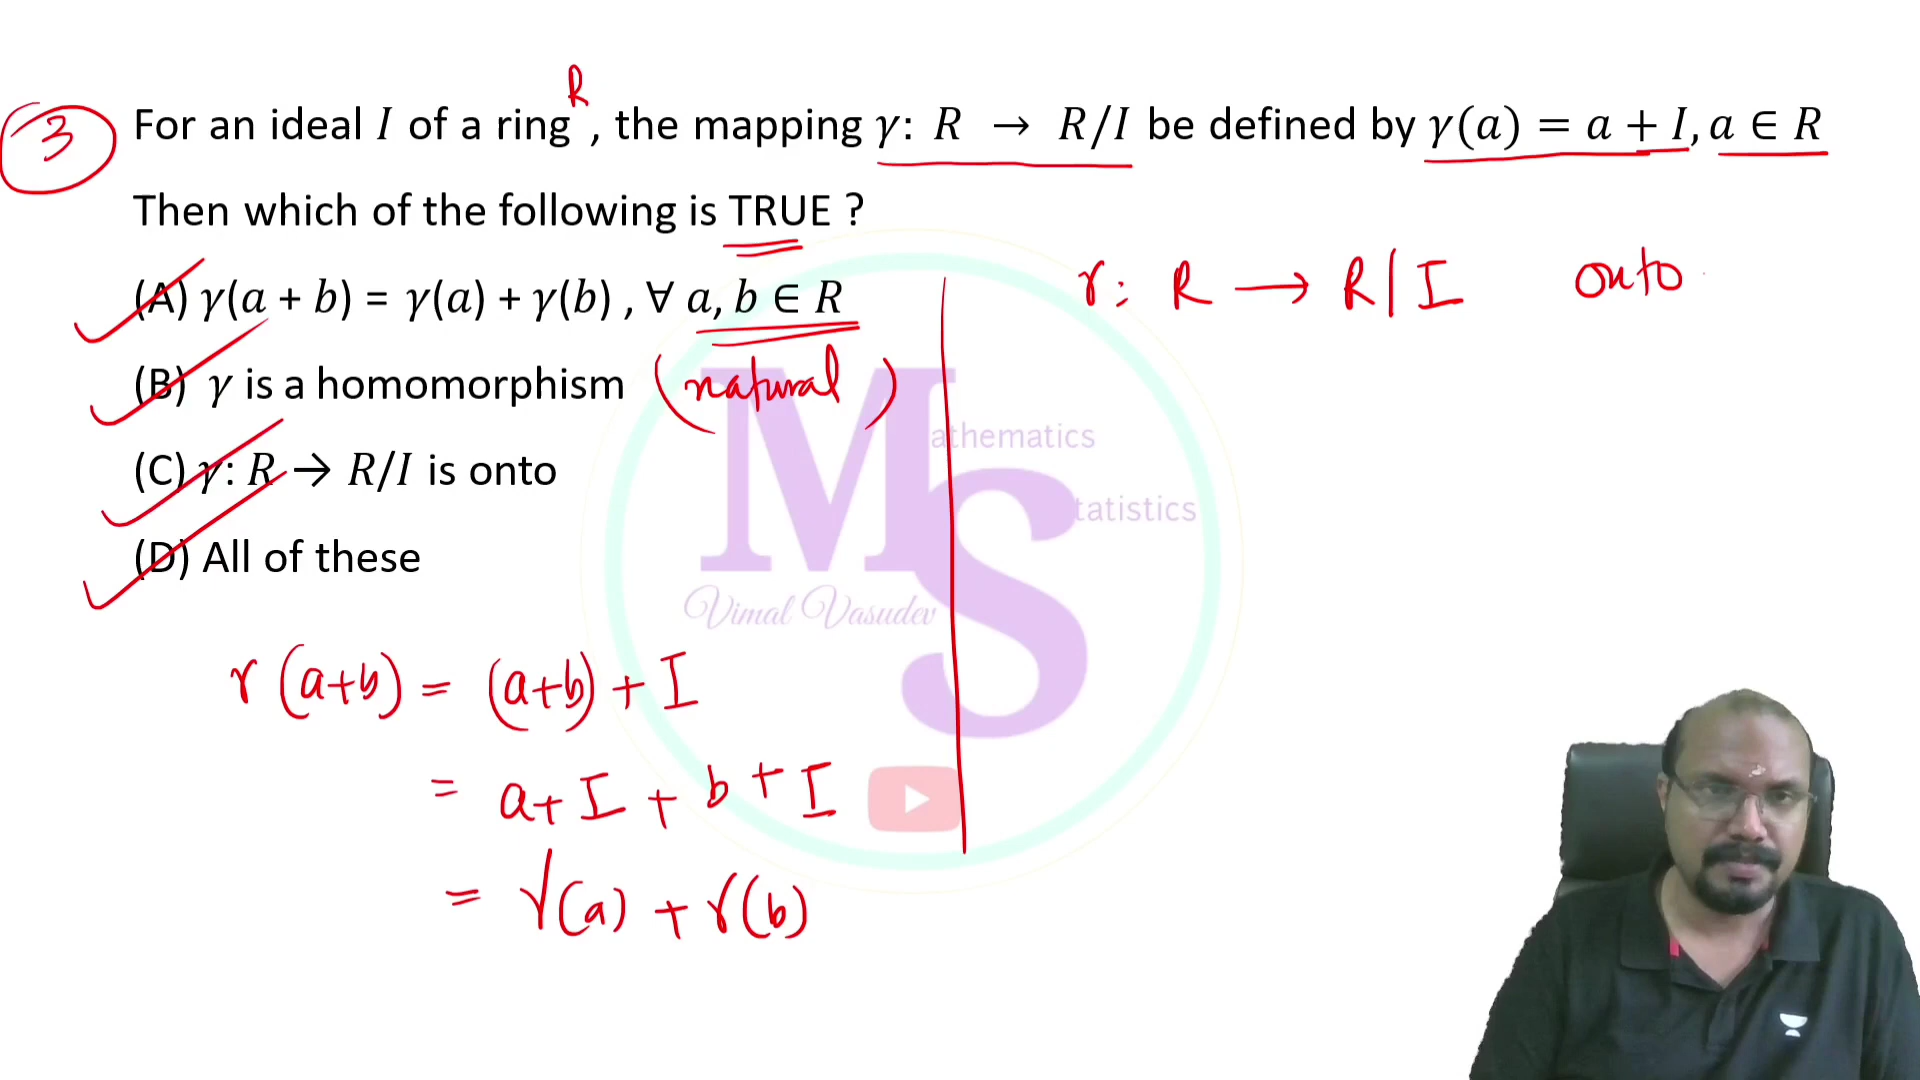 3
R
For an ideal I of a ring , the mapping γ: R → R/I be defined by γ(a) = a + I, a ∈ R
Then which of the following is TRUE ?
(A) γ(a + b) = γ(a) + γ(b) , ∀ a, b ∈ R
(B) γ is a homomorphism (natural)
(C) γ: R → R/I is onto
(D) All of these
γ (a+b) = (a+b) + I
= a + I + b + I
= γ(a) + γ(b)
γ: R → R/I onto
M athematics
S tatistics
Vimal Vasudev